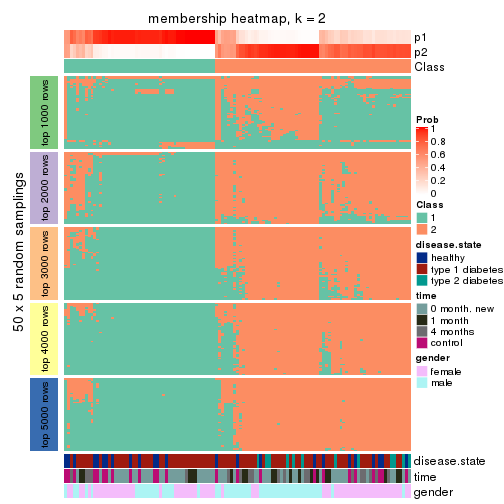 membership heatmap, k = 2
p1
p2
Class
50 x 5 random samplings
top 1000 rows
top 2000 rows
top 3000 rows
top 4000 rows
top 5000 rows
Prob
1
0.8
0.6
0.4
0.2
0
Class
1
2
disease.state
healthy
type 1 diabetes
type 2 diabetes
time
0 month. new
1 month
4 months
control
gender
female
male
disease.state
time
gender